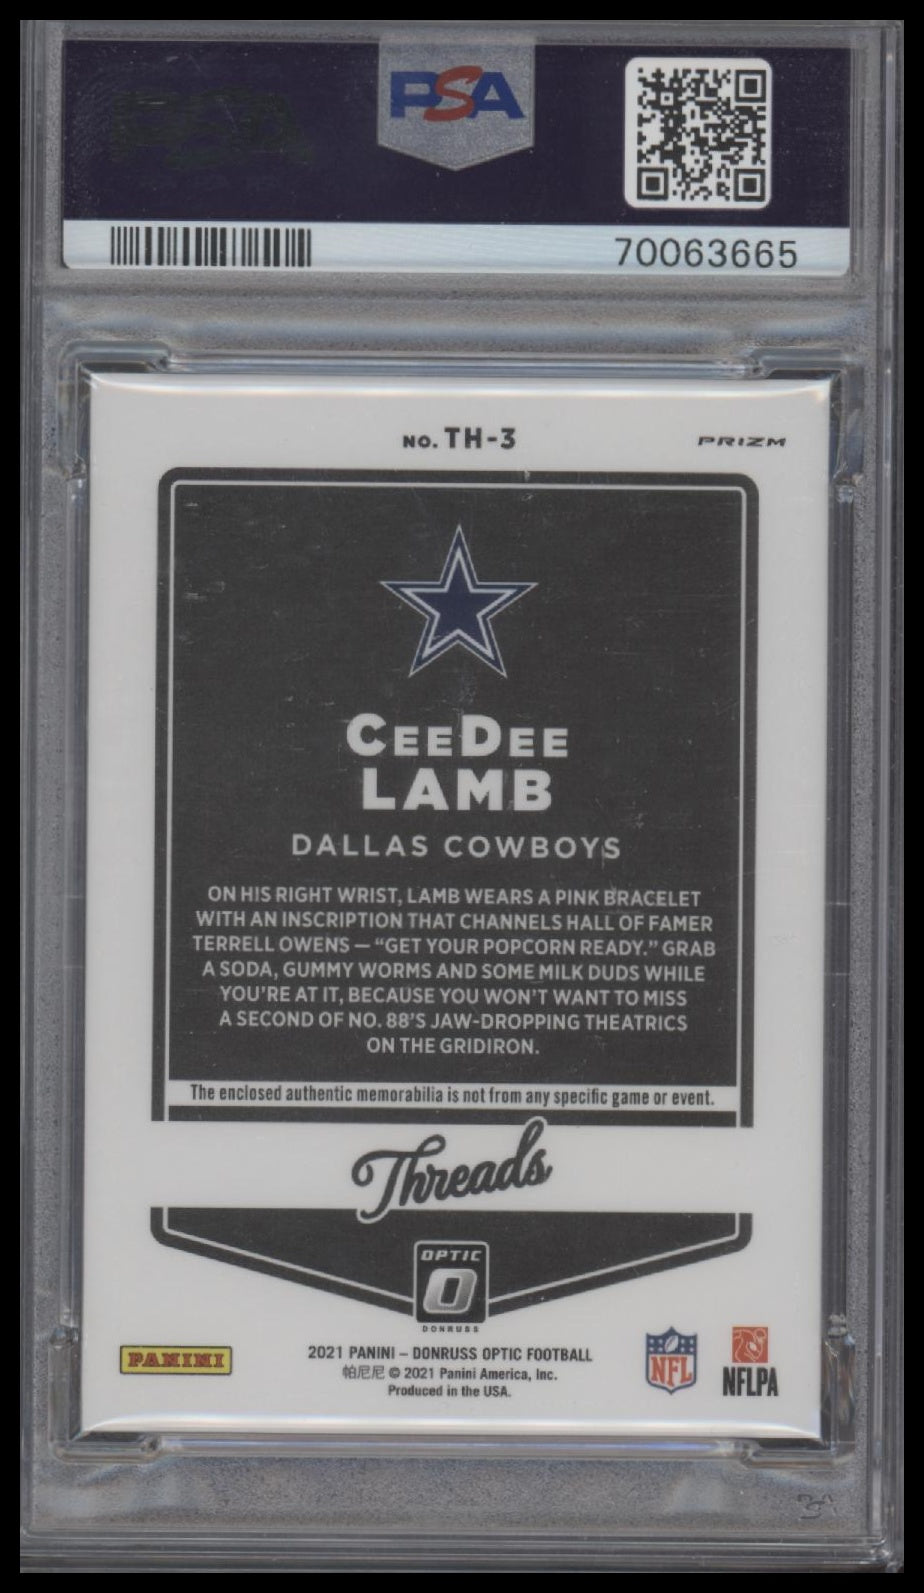 PSA
70063665
NO. TH-3
PRIZM
CEEDEE
LAMB
DALLAS COWBOYS
ON HIS RIGHT WRIST, LAMB WEARS A PINK BRACELET
WITH AN INSCRIPTION THAT CHANNELS HALL OF FAMER
TERRELL OWENS — “GET YOUR POPCORN READY.” GRAB
A SODA, GUMMY WORMS AND SOME MILK DUDS WHILE
YOU’RE AT IT, BECAUSE YOU WON’T WANT TO MISS
A SECOND OF NO. 88’S JAW-DROPPING THEATRICS
ON THE GRIDIRON.
The enclosed authentic memorabilia is not from any specific game or event.
Threads
OPTIC
O
DONRUSS
PANINI
2021 PANINI – DONRUSS OPTIC FOOTBALL
帕尼尼 © 2021 Panini America, Inc.
Produced in the USA.
NFL
NFLPA
PSA